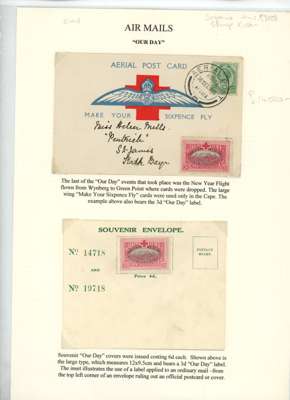 AIR MAILS
"OUR DAY"
AERIAL POST CARD
MAKE YOUR SIXPENCE FLY
Miss Helen Mells
St. James
The last of the "Our Day" events that took place was the New Year Flight
flown from Wynberg to Green Point where cards were dropped. The large
wing "Make Your Sixpence Fly" cards were used only in the Cape. The
example above also bears the 3d "Our Day" label.
SOUVENIR ENVELOPE.
No. 14718
AND
No. 19718
Price 6d.
POSTAGE
Souvenir "Our Day" covers were issued costing 6d each. Shown above is
the large type, which measures 12x9.5cm and bears a 3d "Our Day" label.
The inset illustrates the use of a label applied to an ordinary mail -from
the top left corner of an envelope ruling out an official postcard or cover.